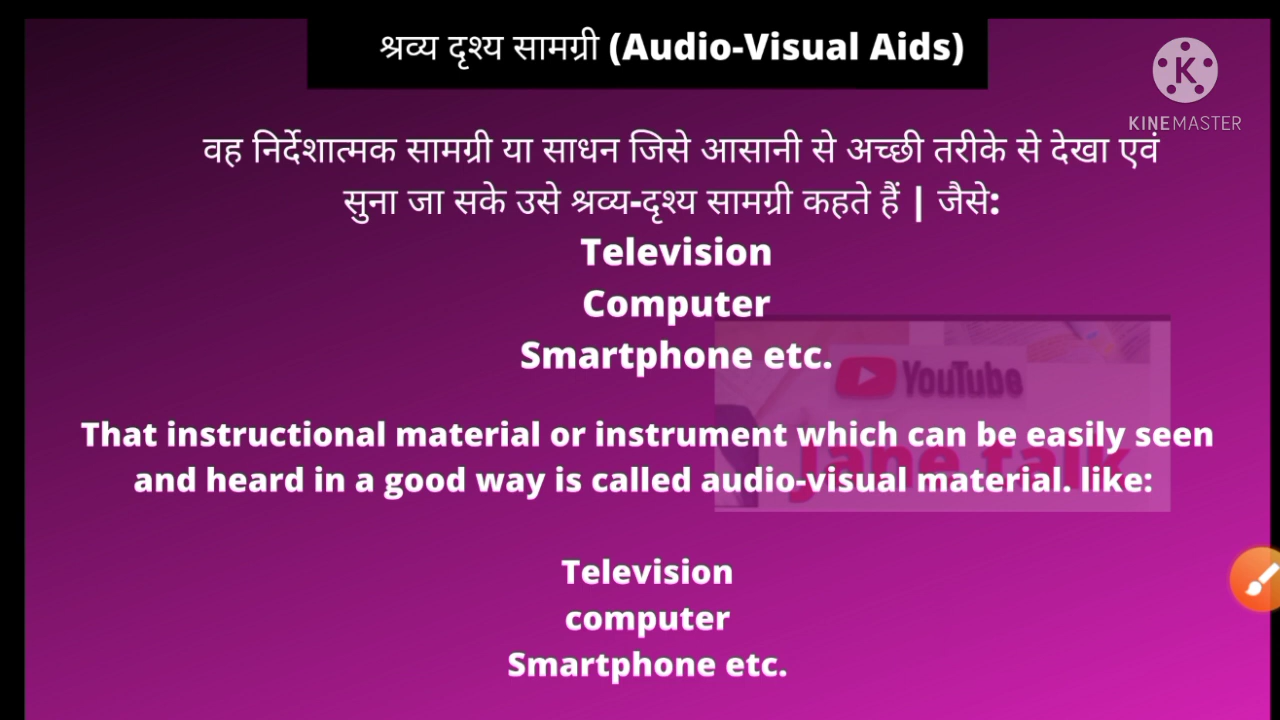 श्रव्य दृश्य सामग्री (Audio-Visual Aids)
KINEMASTER
वह निर्देशात्मक सामग्री या साधन जिसे आसानी से अच्छी तरीके से देखा एवं
सुना जा सके उसे श्रव्य-दृश्य सामग्री कहते हैं | जैसे:
Television
Computer
Smartphone etc.
YouTube
That instructional material or instrument which can be easily seen
and heard in a good way is called audio-visual material. like:
Television
computer
Smartphone etc.